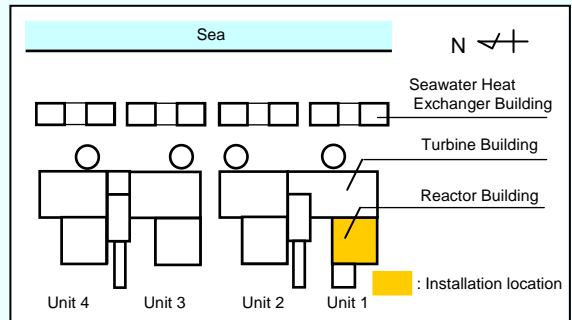 Sea
N
Seawater Heat
Exchanger Building
Turbine Building
Reactor Building
: Installation location
Unit 4
Unit 3
Unit 2
Unit 1